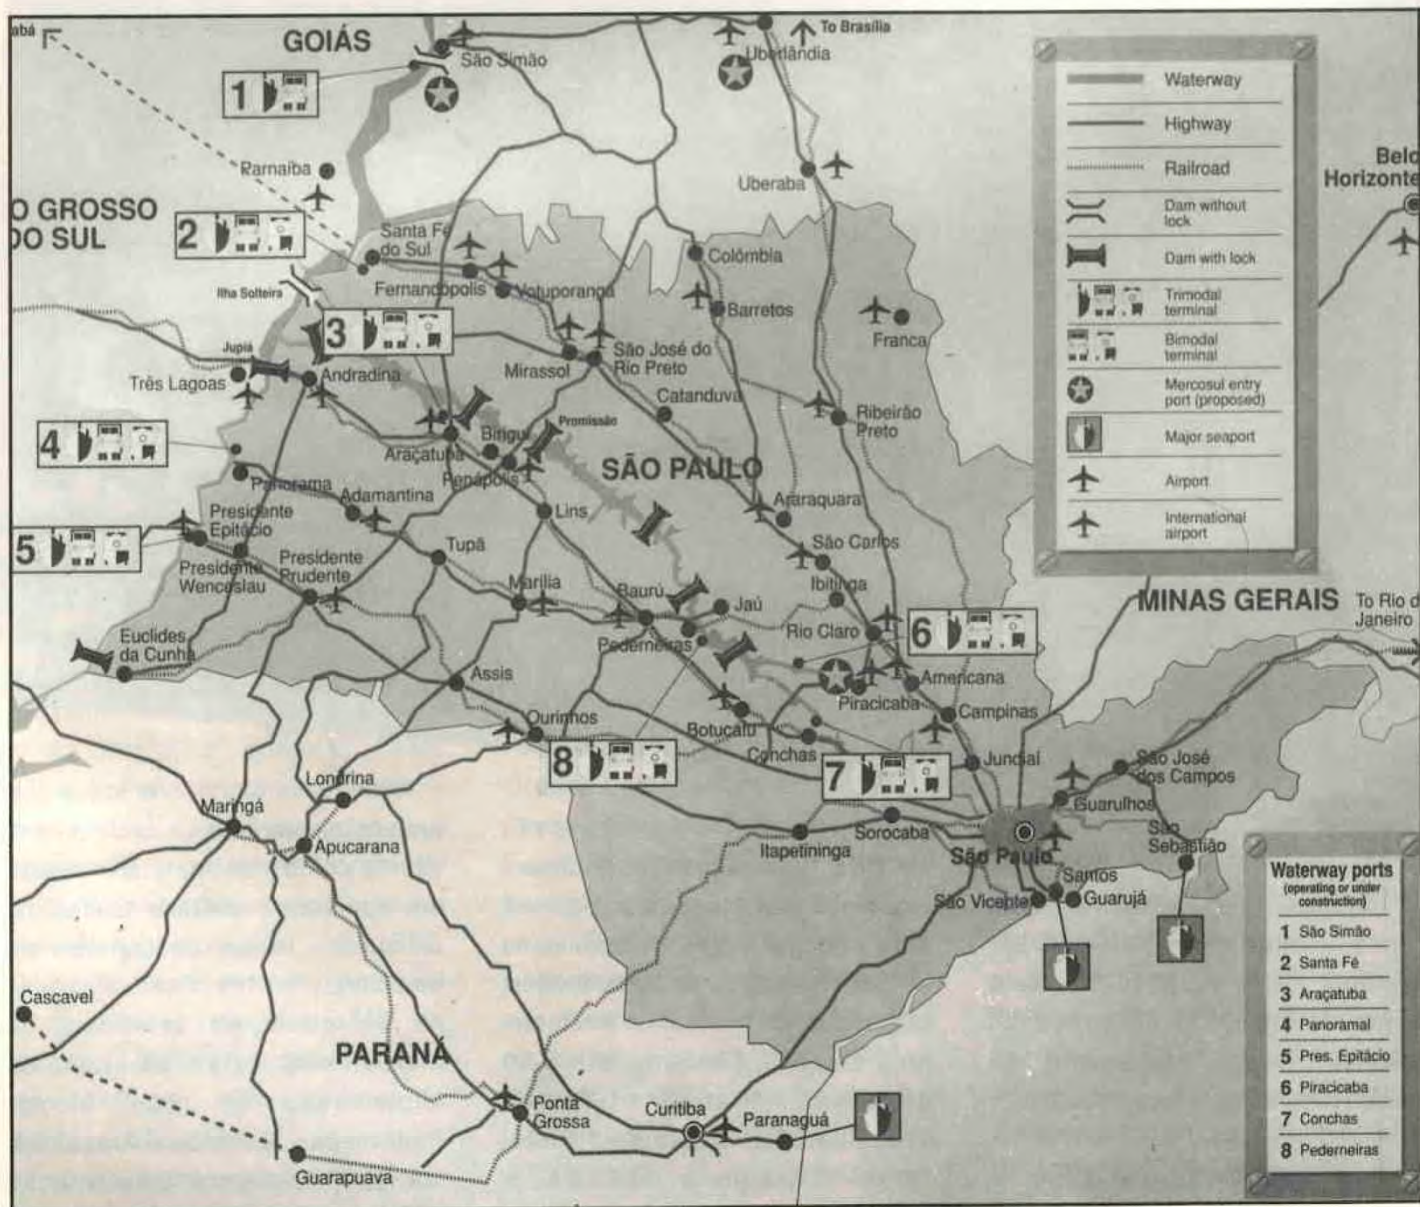 abá
GOIÁS
To Brasília
São Simão
Uberlândia
1
Parnaíba
Uberaba
Belo
Horizonte
O GROSSO
DO SUL
2
Santa Fé
do Sul
Colômbia
Ilha Solteira
Fernandópolis
Votuporanga
3
Barretos
Franca
Jupiá
Três Lagoas
Andradina
Mirassol
São José do
Rio Preto
Catanduva
Ribeirão
Preto
Promissão
4
Birigui
Araçatuba
Penápolis
SÃO PAULO
Panorama
Adamantina
Araraquara
Presidente
Epitácio
Lins
5
São Carlos
Presidente
Wenceslau
Presidente
Prudente
Tupã
Ibitinga
Marília
Baurú
Jaú
Rio Claro
6
MINAS GERAIS
To Rio d
Janeiro
Euclides
da Cunha
Pederneiras
Assis
Americana
Piracicaba
Ourinhos
Botucatu
Campinas
8
Conchas
7
Jundiaí
São José
dos Campos
Londrina
Maringá
Guarulhos
Apucarana
Sorocaba
Itapetininga
São
Sebastião
São Paulo
Santos
São Vicente
Guarujá
Cascavel
PARANÁ
Ponta
Grossa
Curitiba
Paranaguá
Guarapuava
Waterway
Highway
Railroad
Dam without
lock
Dam with lock
Trimodal
terminal
Bimodal
terminal
Mercosul entry
port (proposed)
Major seaport
Airport
International
airport
Waterway ports
(operating or under
construction)
1 São Simão
2 Santa Fé
3 Araçatuba
4 Panoramal
5 Pres. Epitácio
6 Piracicaba
7 Conchas
8 Pederneiras